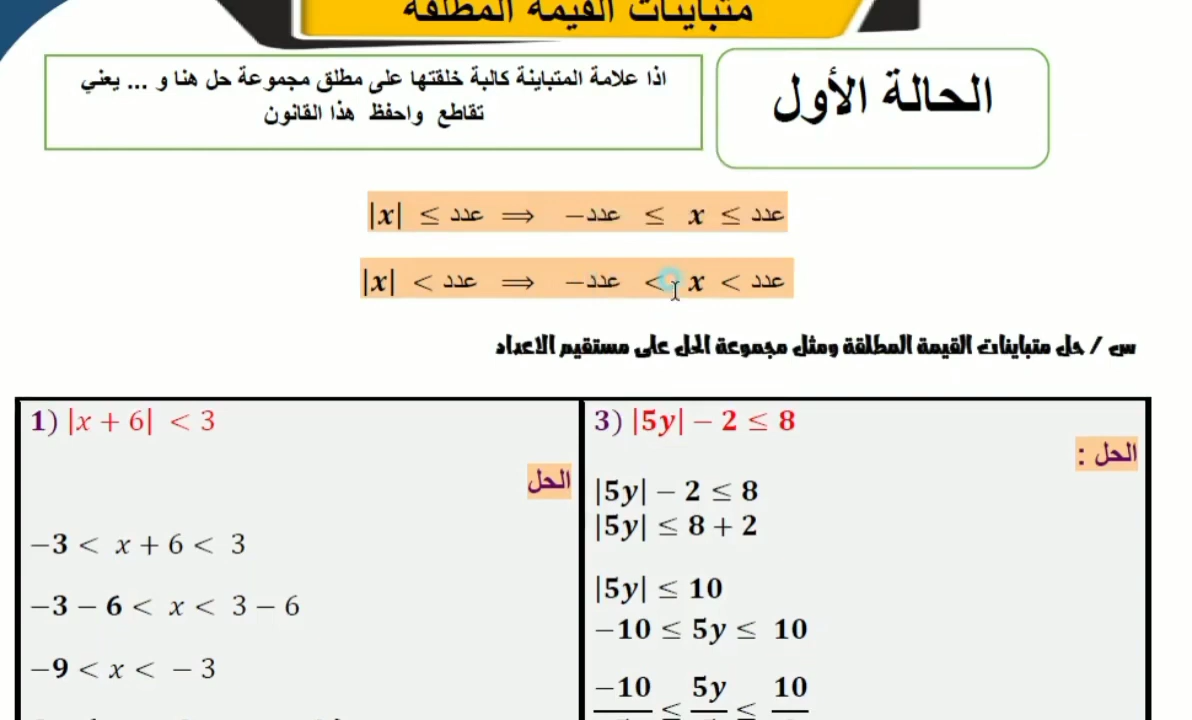 متباينات القيمة المطلقة
الحالة الأول
اذا علامة المتباينة كالبة خلقتها على مطلق مجموعة حل هنا و ... يعني
تقاطع واحفظ هذا القانون
|x| ≤ عدد ⟹ −عدد ≤ x ≤ عدد
|x| < عدد ⟹ −عدد < x < عدد
س / حل متباينات القيمة المطلقة ومثل مجموعة الحل على مستقيم الاعداد
1) |x + 6| < 3
الحل
−3 < x + 6 < 3
−3 − 6 < x < 3 − 6
−9 < x < − 3
3) |5y| − 2 ≤ 8
الحل :
|5y| − 2 ≤ 8
|5y| ≤ 8 + 2
|5y| ≤ 10
−10 ≤ 5y ≤ 10
−10 ≤ 5y ≤ 10